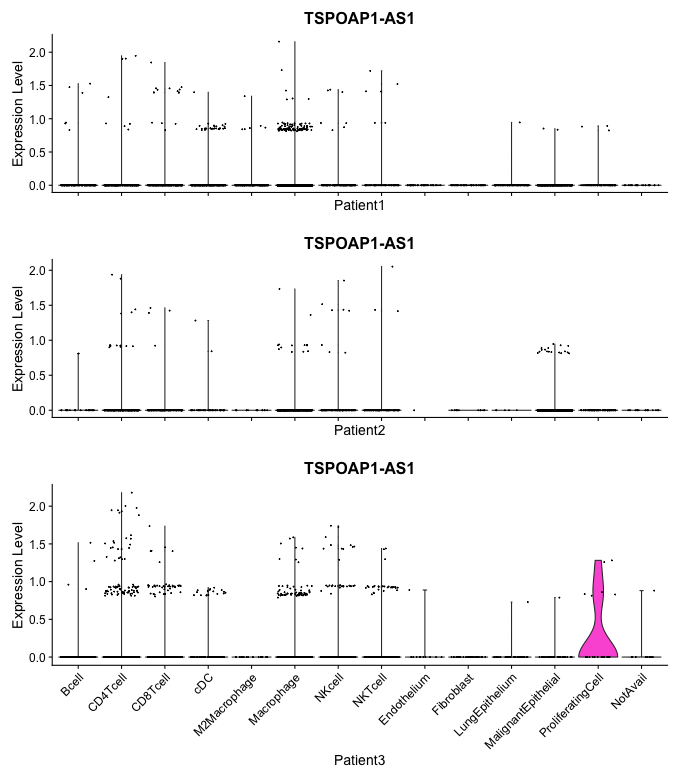 TSPOAP1-AS1
Expression Level
2.0
1.5
1.0
0.5
0.0
Patient1
TSPOAP1-AS1
Expression Level
2.0
1.5
1.0
0.5
0.0
Patient2
TSPOAP1-AS1
Expression Level
2.0
1.5
1.0
0.5
0.0
Bcell
CD4Tcell
CD8Tcell
cDC
M2Macrophage
Macrophage
NKcell
NKTcell
Endothelium
Fibroblast
LungEpithelium
MalignantEpithelial
ProliferatingCell
NotAvail
Patient3